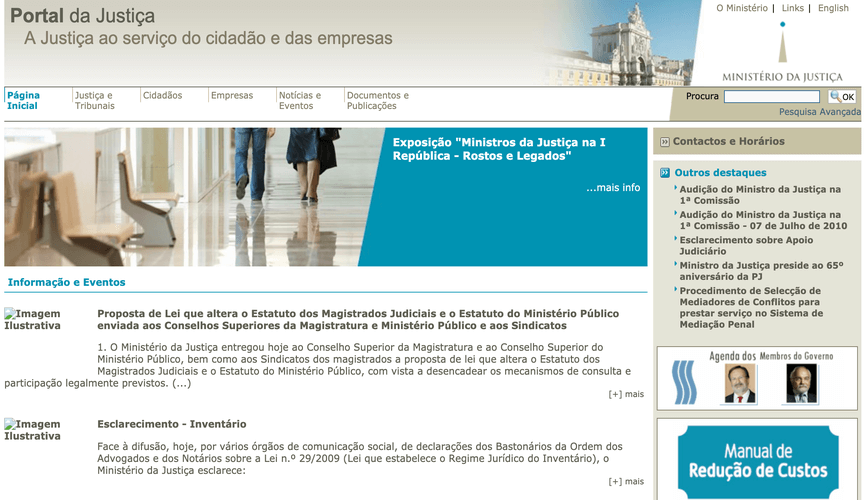 Portal da Justiça
A Justiça ao serviço do cidadão e das empresas
O Ministério | Links | English
MINISTÉRIO DA JUSTIÇA
Página
Inicial
Justiça e
Tribunais
Cidadãos
Empresas
Notícias e
Eventos
Documentos e
Publicações
Procura
OK
Pesquisa Avançada
Exposição "Ministros da Justiça na I
República - Rostos e Legados"
...mais info
Informação e Eventos
Imagem
Ilustrativa
Proposta de Lei que altera o Estatuto dos Magistrados Judiciais e o Estatuto do Ministério Público
enviada aos Conselhos Superiores da Magistratura e Ministério Público e aos Sindicatos
1. O Ministério da Justiça entregou hoje ao Conselho Superior da Magistratura e ao Conselho Superior do
Ministério Público, bem como aos Sindicatos dos magistrados a proposta de lei que altera o Estatuto dos
Magistrados Judiciais e o Estatuto do Ministério Público, com vista a desencadear os mecanismos de consulta e
participação legalmente previstos. (...)
[+] mais
Imagem
Ilustrativa
Esclarecimento - Inventário
Face à difusão, hoje, por vários órgãos de comunicação social, de declarações dos Bastonários da Ordem dos
Advogados e dos Notários sobre a Lei n.º 29/2009 (Lei que estabelece o Regime Jurídico do Inventário), o
Ministério da Justiça esclarece:
[+] mais
Contactos e Horários
Outros destaques
Audição do Ministro da Justiça na
1ª Comissão
Audição do Ministro da Justiça na
1ª Comissão - 07 de Julho de 2010
Esclarecimento sobre Apoio
Judiciário
Ministro da Justiça preside ao 65º
aniversário da PJ
Procedimento de Selecção de
Mediadores de Conflitos para
prestar serviço no Sistema de
Mediação Penal
Agenda dos Membros do Governo
Manual de
Redução de Custos